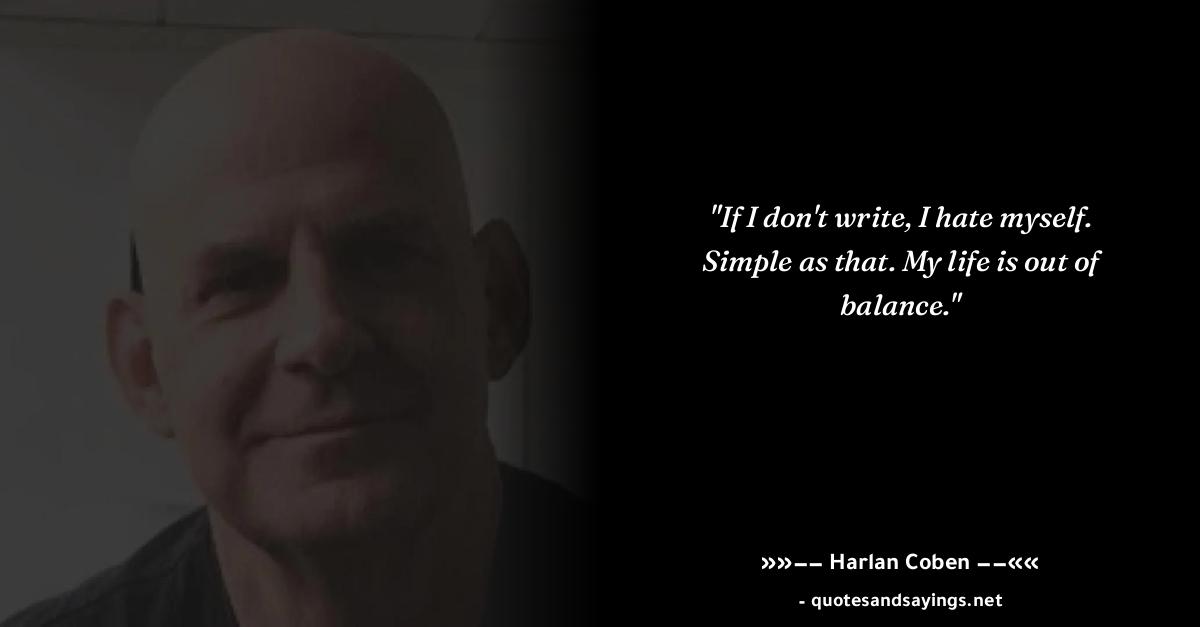 "If I don't write, I hate myself.
Simple as that. My life is out of
balance."
»»−− Harlan Coben −−««
- quotesandsayings.net